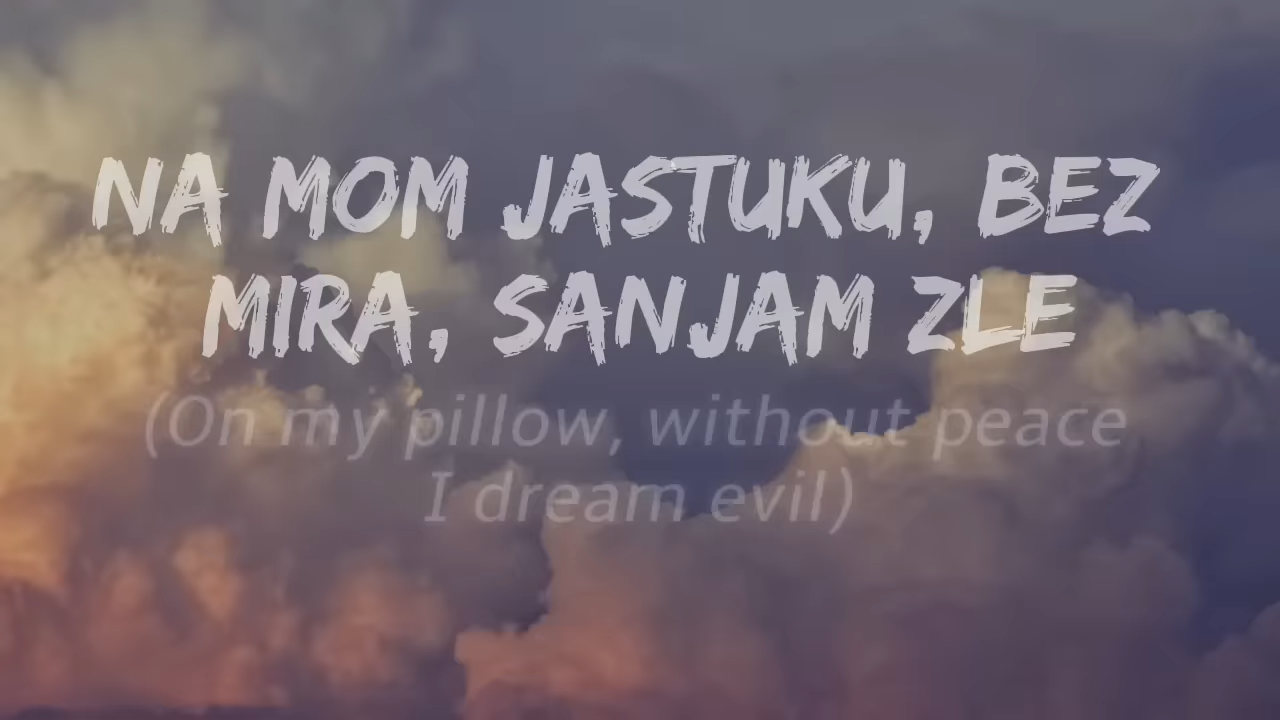 NA MOM JASTUKU, BEZ
MIRA, SANJAM ZLE
(On my pillow, without peace
I dream evil)